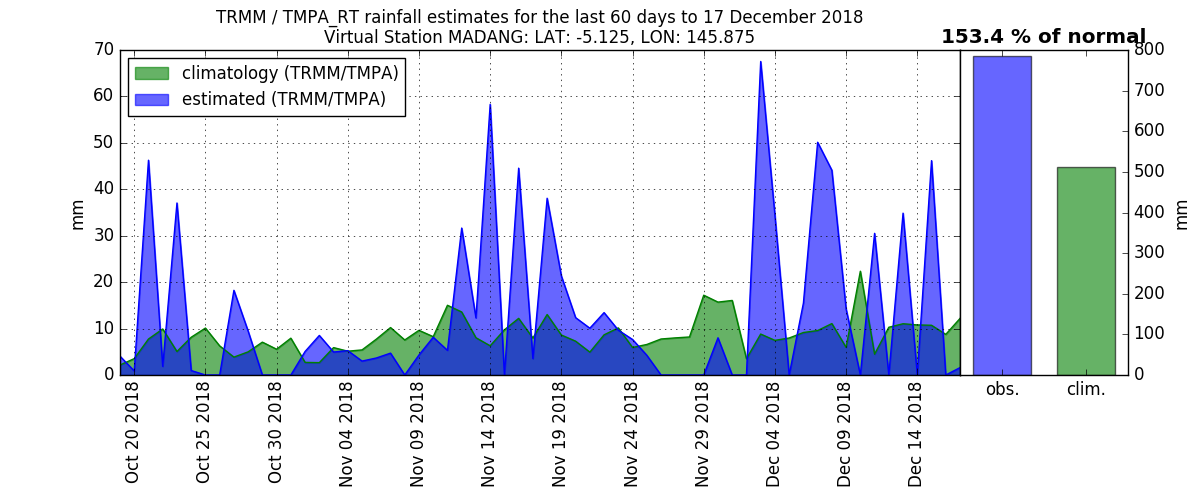 TRMM / TMPA_RT rainfall estimates for the last 60 days to 17 December 2018
Virtual Station MADANG: LAT: -5.125, LON: 145.875
153.4 % of normal
climatology (TRMM/TMPA)
estimated (TRMM/TMPA)
mm
70
60
50
40
30
20
10
0
Oct 20 2018
Oct 25 2018
Oct 30 2018
Nov 04 2018
Nov 09 2018
Nov 14 2018
Nov 19 2018
Nov 24 2018
Nov 29 2018
Dec 04 2018
Dec 09 2018
Dec 14 2018
obs.
clim.
800
700
600
500
400
300
200
100
0
mm